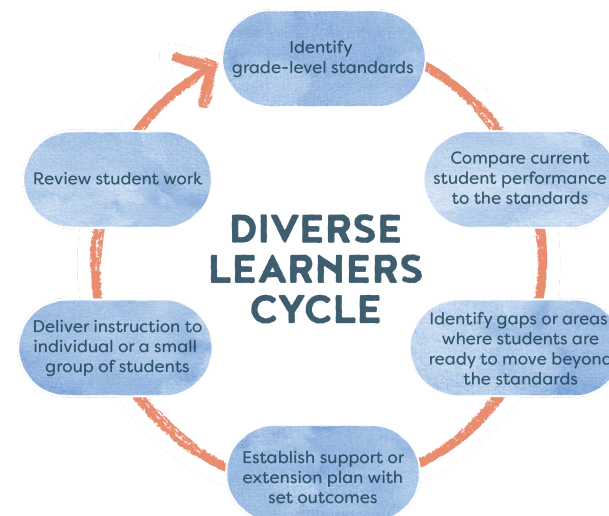 Identify
grade-level standards
Compare current
student performance
to the standards
Identify gaps or areas
where students are
ready to move beyond
the standards
Establish support or
extension plan with
set outcomes
Deliver instruction to
individual or a small
group of students
Review student work
DIVERSE
LEARNERS
CYCLE